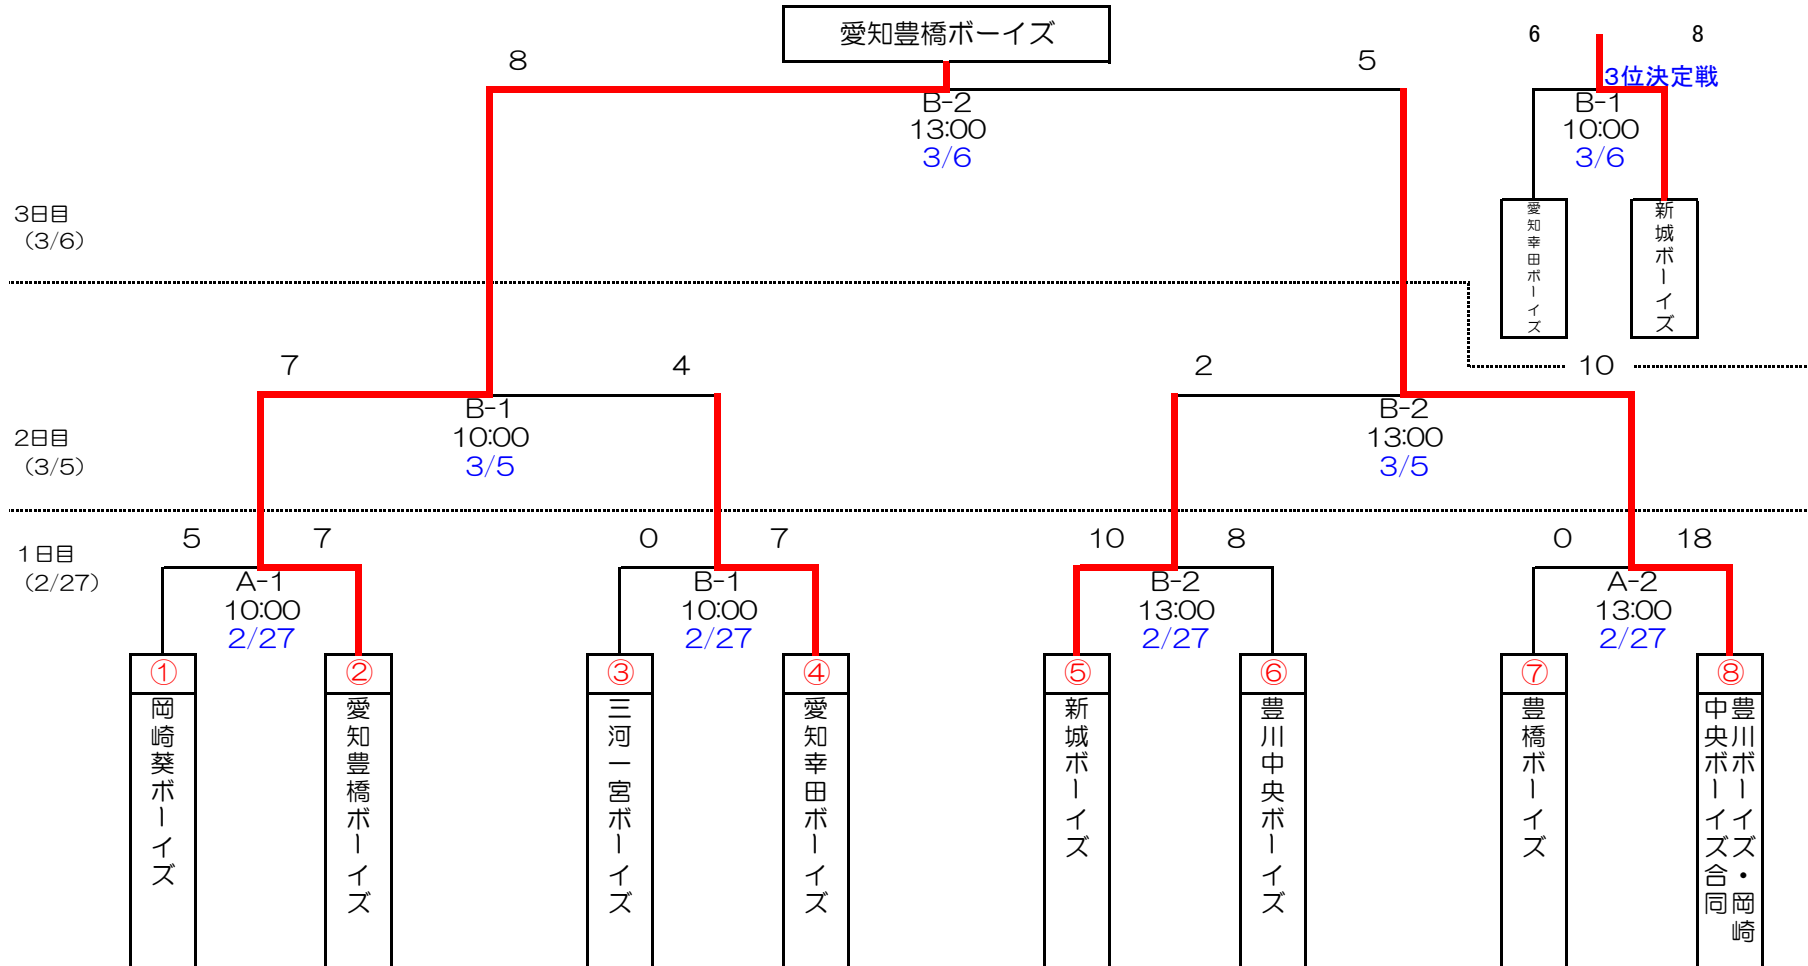 愛知豊橋ボーイズ
6
8
8
5
3位決定戦
B-2
13:00
3/6
B-1
10:00
3/6
3日目
(3/6)
愛知幸田ボーイズ
新城ボーイズ
7
4
2
10
B-1
10:00
3/5
B-2
13:00
3/5
2日目
(3/5)
5
7
0
7
10
8
0
18
1日目
(2/27)
A-1
10:00
2/27
B-1
10:00
2/27
B-2
13:00
2/27
A-2
13:00
2/27
①
岡崎葵ボーイズ
②
愛知豊橋ボーイズ
③
三河一宮ボーイズ
④
愛知幸田ボーイズ
⑤
新城ボーイズ
⑥
豊川中央ボーイズ
⑦
豊橋ボーイズ
⑧
豊川ボーイズ・岡崎
中央ボーイズ合同